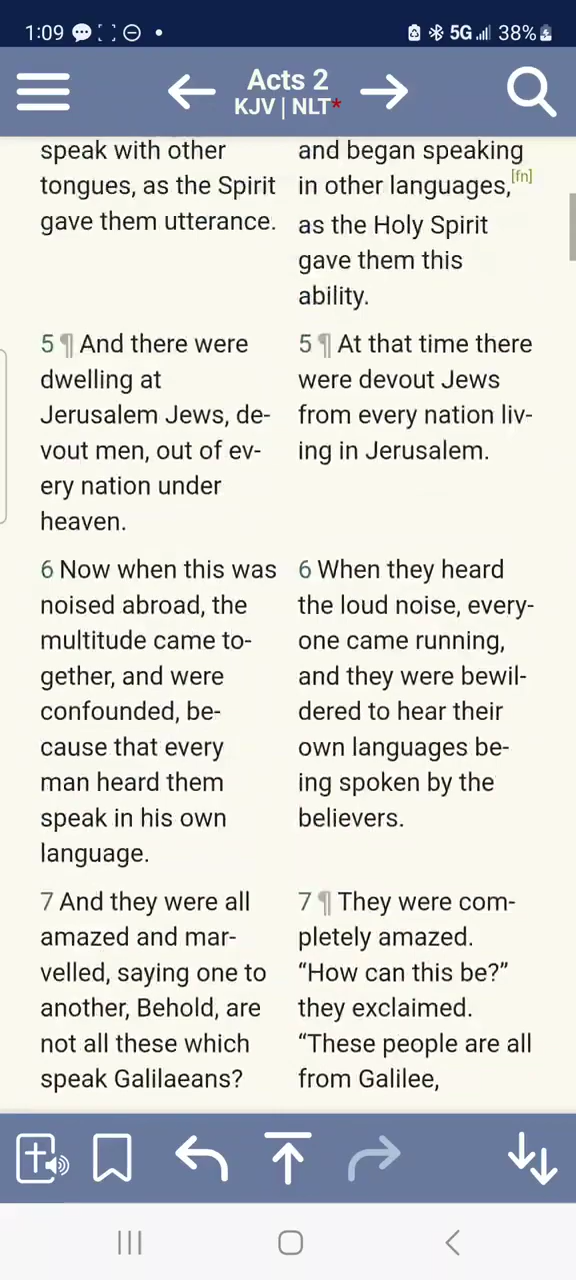 1:09
5G 38%
Acts 2
KJV | NLT*
speak with other
tongues, as the Spirit
gave them utterance.
5 ¶ And there were
dwelling at
Jerusalem Jews, de-
vout men, out of ev-
ery nation under
heaven.
6 Now when this was
noised abroad, the
multitude came to-
gether, and were
confounded, be-
cause that every
man heard them
speak in his own
language.
7 And they were all
amazed and mar-
velled, saying one to
another, Behold, are
not all these which
speak Galilaeans?
and began speaking
in other languages,[fn]
as the Holy Spirit
gave them this
ability.
5 ¶ At that time there
were devout Jews
from every nation liv-
ing in Jerusalem.
6 When they heard
the loud noise, every-
one came running,
and they were bewil-
dered to hear their
own languages be-
ing spoken by the
believers.
7 ¶ They were com-
pletely amazed.
“How can this be?”
they exclaimed.
“These people are all
from Galilee,